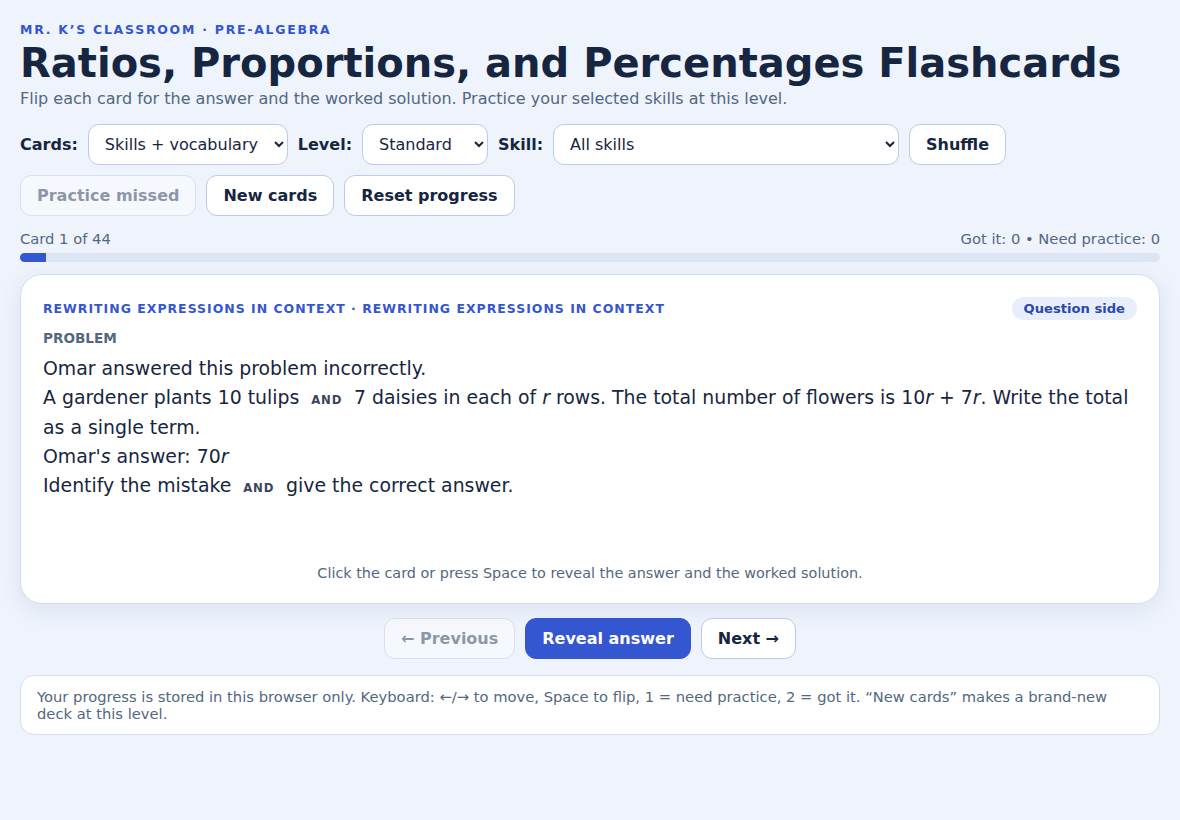 MR. K’S CLASSROOM · PRE-ALGEBRA
Ratios, Proportions, and Percentages Flashcards
Flip each card for the answer and the worked solution. Practice your selected skills at this level.
Cards: Skills + vocabulary Level: Standard Skill: All skills Shuffle
Practice missed New cards Reset progress
Card 1 of 44 Got it: 0 • Need practice: 0
REWRITING EXPRESSIONS IN CONTEXT · REWRITING EXPRESSIONS IN CONTEXT Question side
PROBLEM
Omar answered this problem incorrectly.
A gardener plants 10 tulips AND 7 daisies in each of r rows. The total number of flowers is 10r + 7r. Write the total
as a single term.
Omar's answer: 70r
Identify the mistake AND give the correct answer.
Click the card or press Space to reveal the answer and the worked solution.
← Previous Reveal answer Next →
Your progress is stored in this browser only. Keyboard: ←/→ to move, Space to flip, 1 = need practice, 2 = got it. “New cards” makes a brand-new
deck at this level.